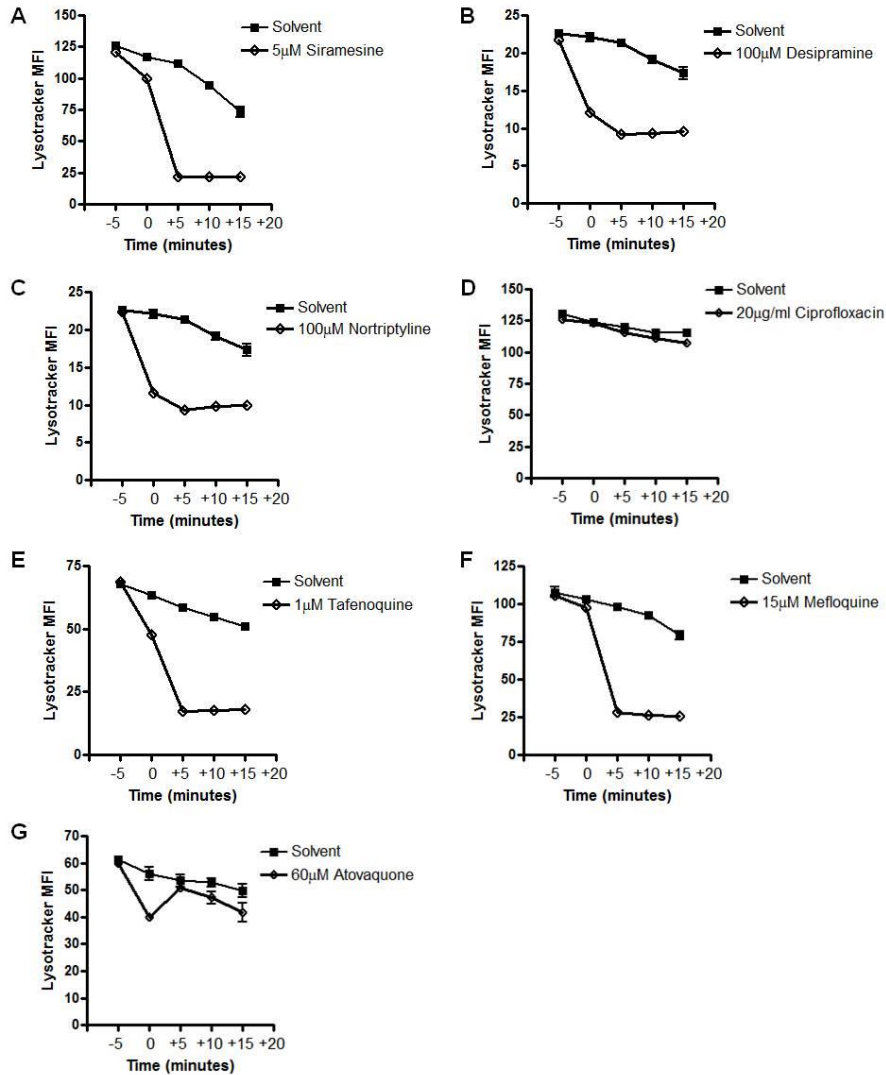 A
Lysotracker MFI
150
125
100
75
50
25
0
-5 0 +5 +10 +15 +20
Time (minutes)
Solvent
5µM Siramesine
B
Lysotracker MFI
25
20
15
10
5
0
-5 0 +5 +10 +15 +20
Time (minutes)
Solvent
100µM Desipramine
C
Lysotracker MFI
25
20
15
10
5
0
-5 0 +5 +10 +15 +20
Time (minutes)
Solvent
100µM Nortriptyline
D
Lysotracker MFI
150
125
100
75
50
25
0
-5 0 +5 +10 +15 +20
Time (minutes)
Solvent
20µg/ml Ciprofloxacin
E
Lysotracker MFI
75
50
25
0
-5 0 +5 +10 +15 +20
Time (minutes)
Solvent
1µM Tafenoquine
F
Lysotracker MFI
125
100
75
50
25
0
-5 0 +5 +10 +15 +20
Time (minutes)
Solvent
15µM Mefloquine
G
Lysotracker MFI
70
60
50
40
30
20
10
0
-5 0 +5 +10 +15 +20
Time (minutes)
Solvent
60µM Atovaquone